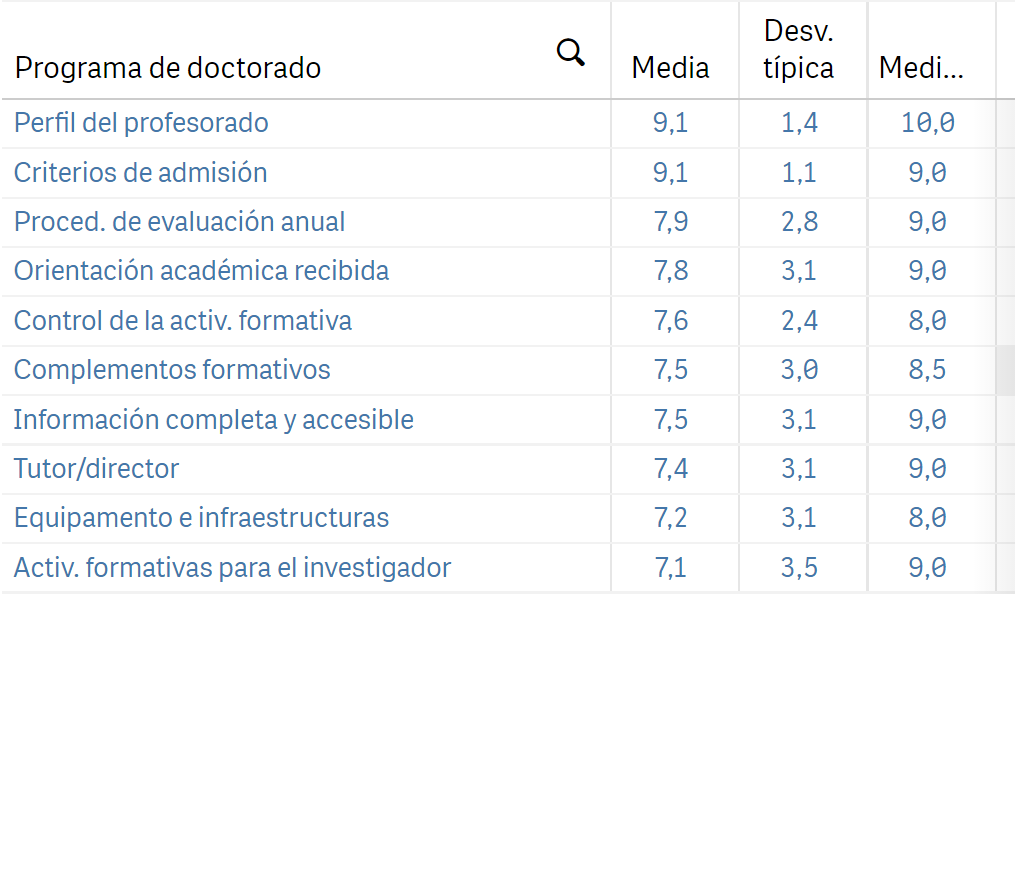 Programa de doctorado Media Desv. típica Medi...
Perfil del profesorado 9,1 1,4 10,0
Criterios de admisión 9,1 1,1 9,0
Proced. de evaluación anual 7,9 2,8 9,0
Orientación académica recibida 7,8 3,1 9,0
Control de la activ. formativa 7,6 2,4 8,0
Complementos formativos 7,5 3,0 8,5
Información completa y accesible 7,5 3,1 9,0
Tutor/director 7,4 3,1 9,0
Equipamento e infraestructuras 7,2 3,1 8,0
Activ. formativas para el investigador 7,1 3,5 9,0